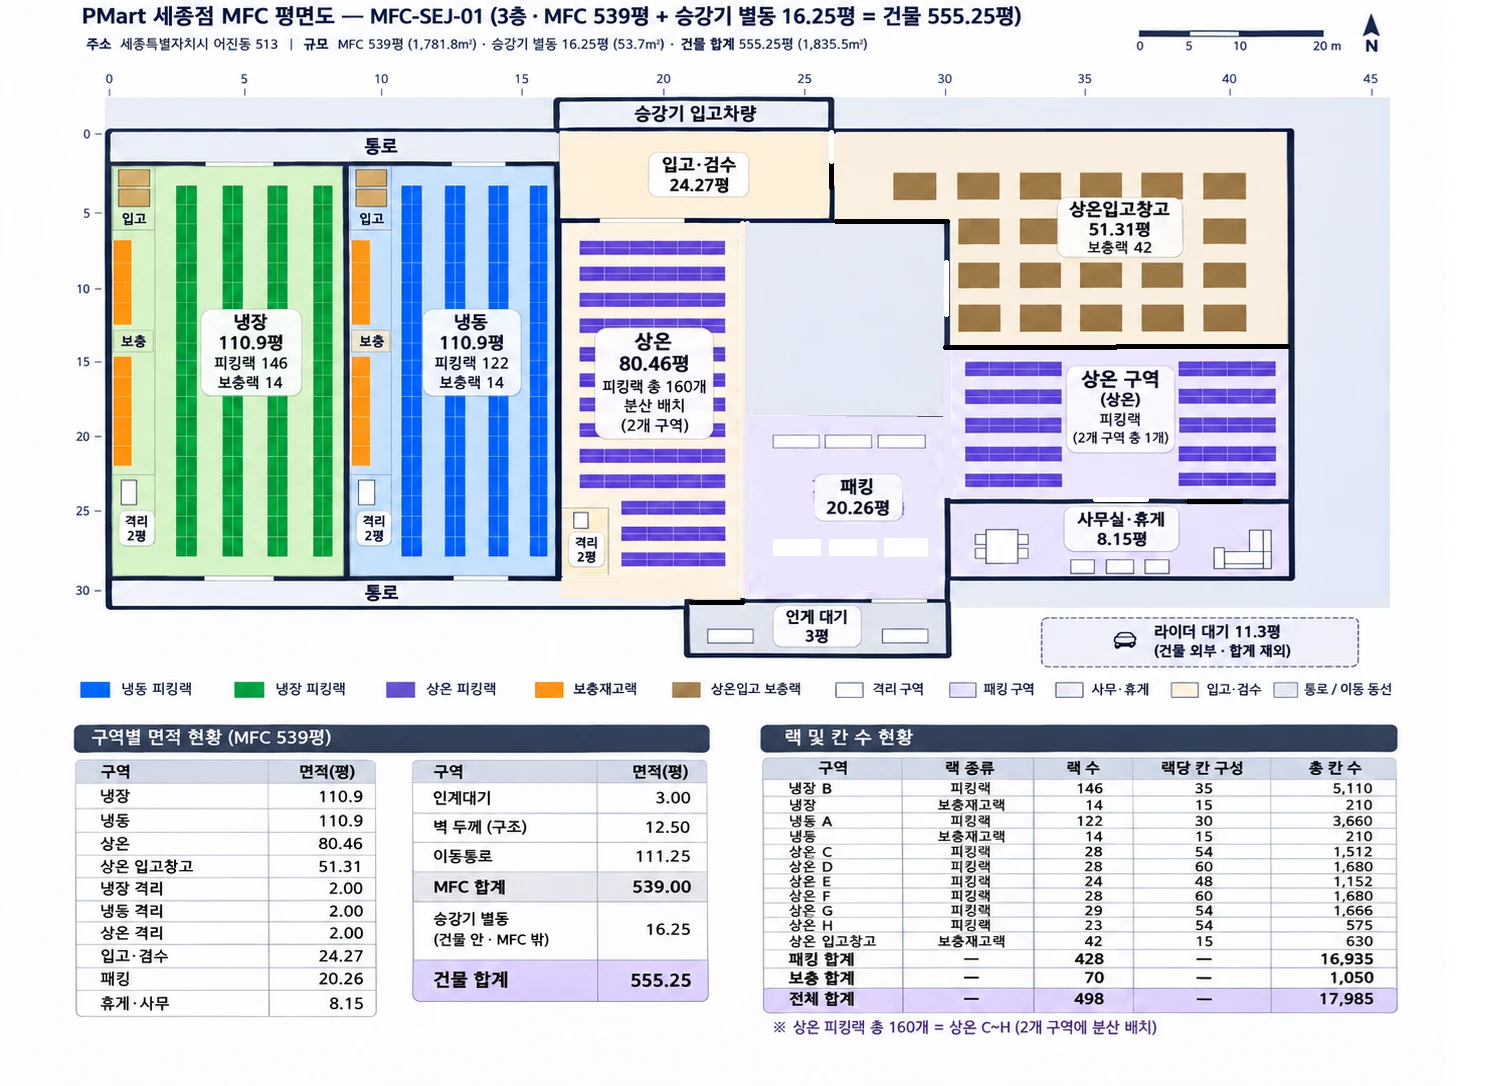 PMart 세종점 MFC 평면도 — MFC-SEJ-01 (3층 · MFC 539평 + 승강기 별동 16.25평 = 건물 555.25평)
주소 세종특별자치시 어진동 513 | 규모 MFC 539평 (1,781.8m²) · 승강기 별동 16.25평 (53.7m²) · 건물 합계 555.25평 (1,835.5m²)
0 5 10 20 m
N
0 5 10 15 20 25 30 35 40 45
0
5
10
15
20
25
30
승강기 입고차량
통로
입고·검수
24.27평
입고
입고
상온입고창고
51.31평
보충랙 42
냉장
110.9평
피킹랙 146
보충랙 14
냉동
110.9평
피킹랙 122
보충랙 14
보충
보충
상온
80.46평
피킹랙 총 160개
분산 배치
(2개 구역)
상온 구역
(상온)
피킹랙
(2개 구역 총 1개)
패킹
20.26평
격리
2평
격리
2평
격리
2평
사무실·휴게
8.15평
통로
언게 대기
3평
라이더 대기 11.3평
(건물 외부 · 합게 재외)
냉동 피킹랙
냉장 피킹랙
상온 피킹랙
보충재고랙
상온입고 보충랙
격리 구역
패킹 구역
사무·휴게
입고·검수
통로 / 이동 동선
구역별 면적 현황 (MFC 539평)
구역 면적(평)
냉장 110.9
냉동 110.9
상온 80.46
상온 입고창고 51.31
냉장 격리 2.00
냉동 격리 2.00
상온 격리 2.00
입고·겸수 24.27
패킹 20.26
휴게·사무 8.15
구역 면적(평)
인계대기 3.00
벽 두께 (구조) 12.50
이동통로 111.25
MFC 합계 539.00
승강기 별동
(건물 안 · MFC 밖) 16.25
건물 합계 555.25
랙 및 칸 수 현황
구역 랙 종류 랙 수 랙당 칸 구성 총 칸 수
냉장 B 피킹랙 146 35 5,110
냉장 보충재고랙 14 15 210
냉동 A 피킹랙 122 30 3,660
냉동 보충재고랙 14 15 210
상온 C 피킹랙 28 54 1,512
상온 D 피킹랙 28 60 1,680
상온 E 피킹랙 24 48 1,152
상온 F 피킹랙 28 60 1,680
상온 G 피킹랙 29 54 1,666
상온 H 피킹랙 23 54 575
상온 입고창고 보충재고랙 42 15 630
패킹 합계 — 428 — 16,935
보충 합계 — 70 — 1,050
전체 합계 — 498 — 17,985
※ 상온 피킹랙 총 160개 = 상온 C~H (2개 구역에 분산 배치)